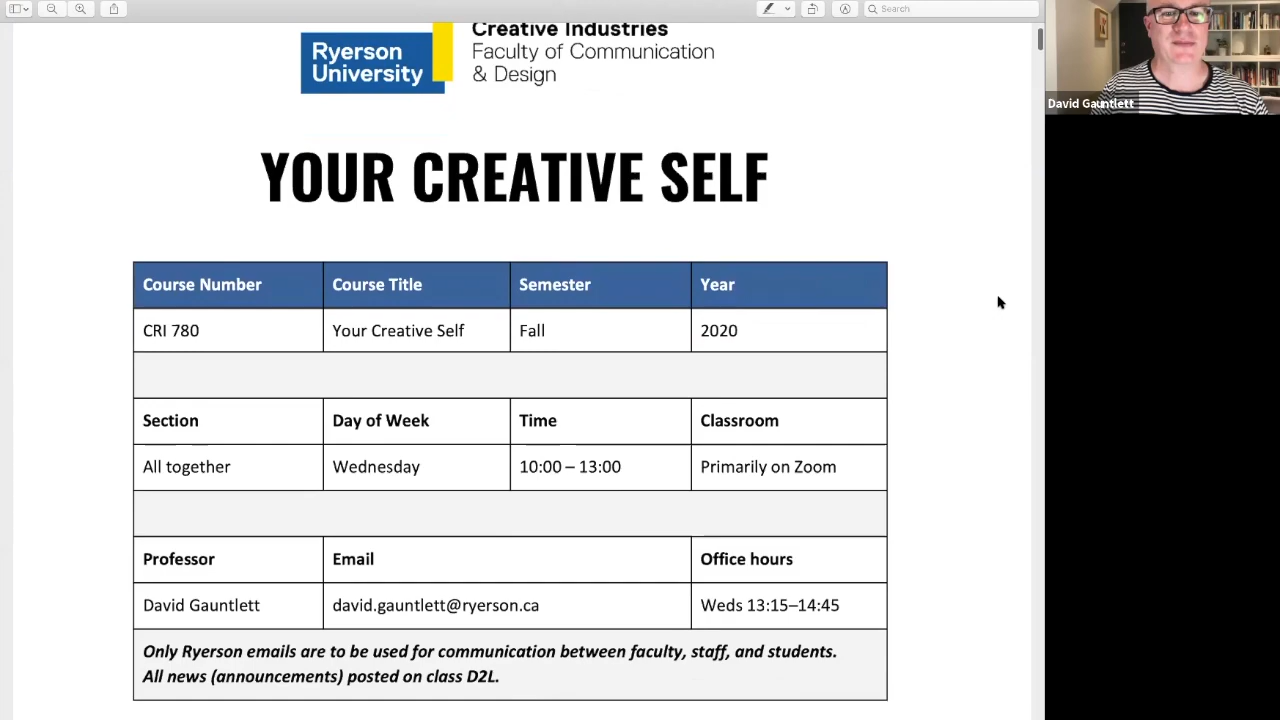 Search
Creative Industries
Ryerson
University
Faculty of Communication
& Design
David Gauntlett
YOUR CREATIVE SELF
Course Number Course Title Semester Year
CRI 780 Your Creative Self Fall 2020
Section Day of Week Time Classroom
All together Wednesday 10:00 – 13:00 Primarily on Zoom
Professor Email Office hours
David Gauntlett david.gauntlett@ryerson.ca Weds 13:15–14:45
Only Ryerson emails are to be used for communication between faculty, staff, and students.
All news (announcements) posted on class D2L.